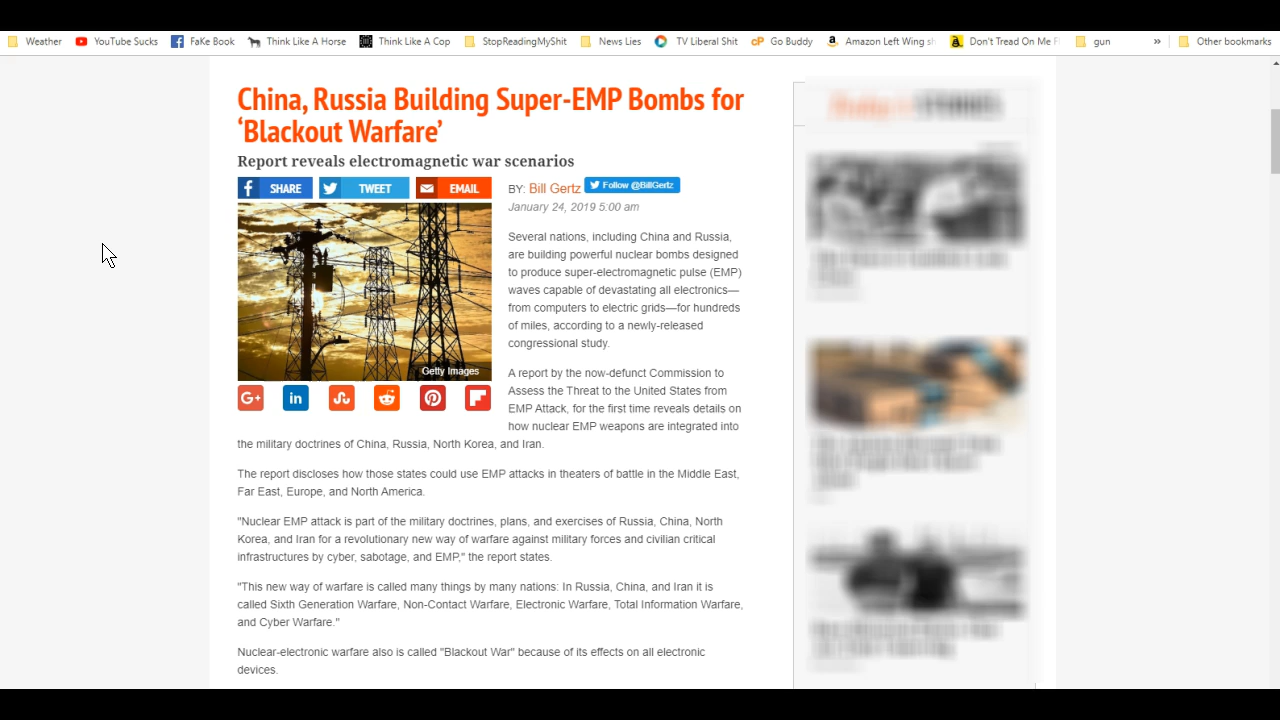 Weather YouTube Sucks FaKe Book Think Like A Horse Think Like A Cop StopReadingMyShit News Lies TV Liberal Shit Go Buddy Amazon Left Wing Don't Tread On Me gun » Other bookmarks
China, Russia Building Super-EMP Bombs for
‘Blackout Warfare’
Report reveals electromagnetic war scenarios
SHARE TWEET EMAIL
BY: Bill Gertz Follow @BillGertz
January 24, 2019 5:00 am
Getty Images
Several nations, including China and Russia,
are building powerful nuclear bombs designed
to produce super-electromagnetic pulse (EMP)
waves capable of devastating all electronics—
from computers to electric grids—for hundreds
of miles, according to a newly-released
congressional study.
A report by the now-defunct Commission to
Assess the Threat to the United States from
EMP Attack, for the first time reveals details on
how nuclear EMP weapons are integrated into
the military doctrines of China, Russia, North Korea, and Iran.
The report discloses how those states could use EMP attacks in theaters of battle in the Middle East,
Far East, Europe, and North America.
"Nuclear EMP attack is part of the military doctrines, plans, and exercises of Russia, China, North
Korea, and Iran for a revolutionary new way of warfare against military forces and civilian critical
infrastructures by cyber, sabotage, and EMP," the report states.
"This new way of warfare is called many things by many nations: In Russia, China, and Iran it is
called Sixth Generation Warfare, Non-Contact Warfare, Electronic Warfare, Total Information Warfare,
and Cyber Warfare."
Nuclear-electronic warfare also is called "Blackout War" because of its effects on all electronic
devices.